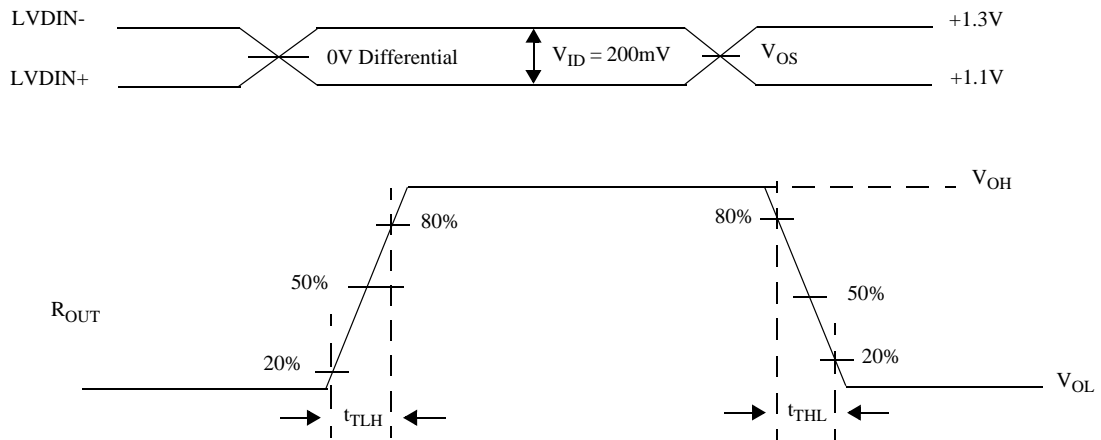 LVDIN- +1.3V
0V Differential V_ID = 200mV V_OS
LVDIN+ +1.1V
V_OH
80% 80%
50% 50%
R_OUT
20% 20%
V_OL
t_TLH t_THL